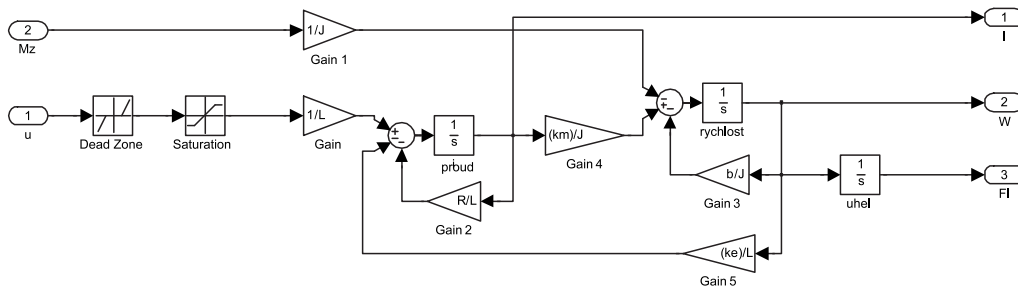 2
Mz
1/J
Gain 1
1
I
1
u
Dead Zone
Saturation
1/L
Gain
+
−
−
1
s
proud
R/L
Gain 2
(km)/J
Gain 4
−
+
−
1
s
rychlost
2
W
b/J
Gain 3
1
s
uhel
3
FI
(ke)/L
Gain 5